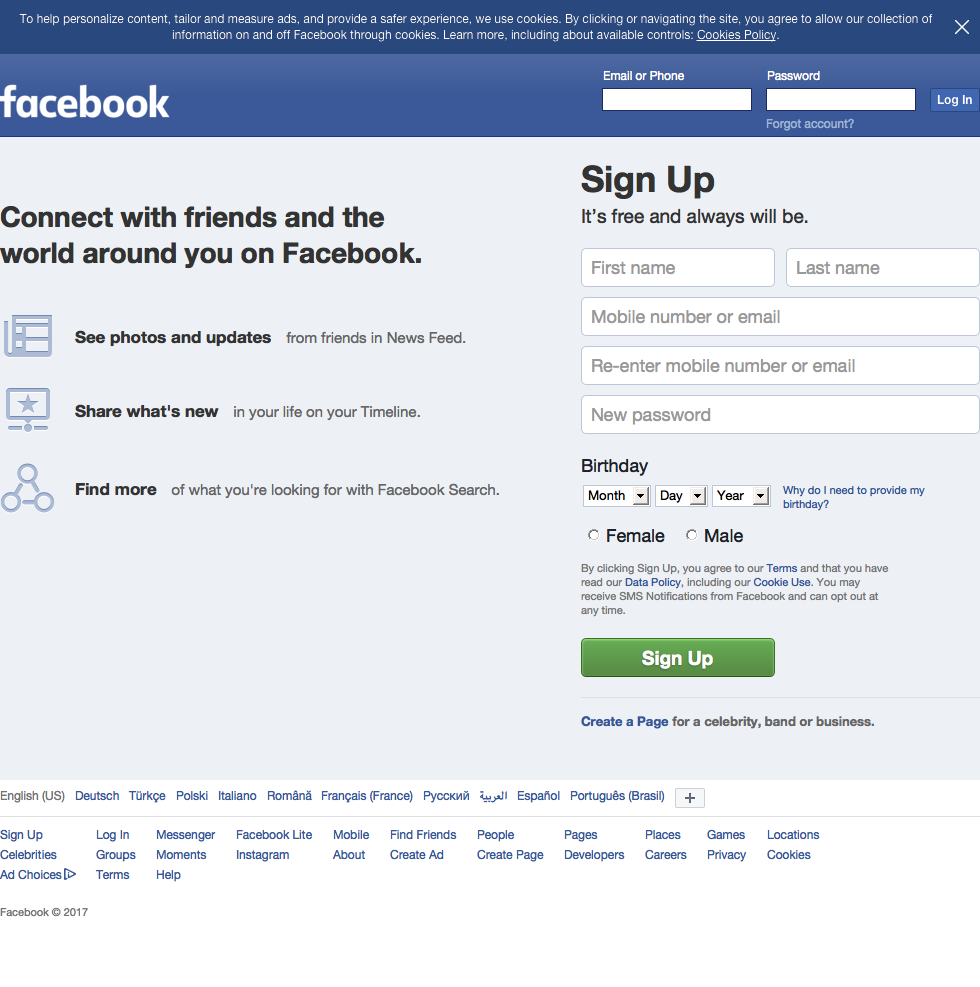 To help personalize content, tailor and measure ads, and provide a safer experience, we use cookies. By clicking or navigating the site, you agree to allow our collection of
information on and off Facebook through cookies. Learn more, including about available controls: Cookies Policy.
facebook
Email or Phone
Password
Log In
Forgot account?
Connect with friends and the
world around you on Facebook.
See photos and updates from friends in News Feed.
Share what's new in your life on your Timeline.
Find more of what you're looking for with Facebook Search.
Sign Up
It's free and always will be.
First name
Last name
Mobile number or email
Re-enter mobile number or email
New password
Birthday
Month Day Year
Why do I need to provide my
birthday?
Female Male
By clicking Sign Up, you agree to our Terms and that you have
read our Data Policy, including our Cookie Use. You may
receive SMS Notifications from Facebook and can opt out at
any time.
Sign Up
Create a Page for a celebrity, band or business.
English (US) Deutsch Türkçe Polski Italiano Română Français (France) Русский العربية Español Português (Brasil) +
Sign Up Log In Messenger Facebook Lite Mobile Find Friends People Pages Places Games Locations
Celebrities Groups Moments Instagram About Create Ad Create Page Developers Careers Privacy Cookies
Ad Choices Terms Help
Facebook © 2017